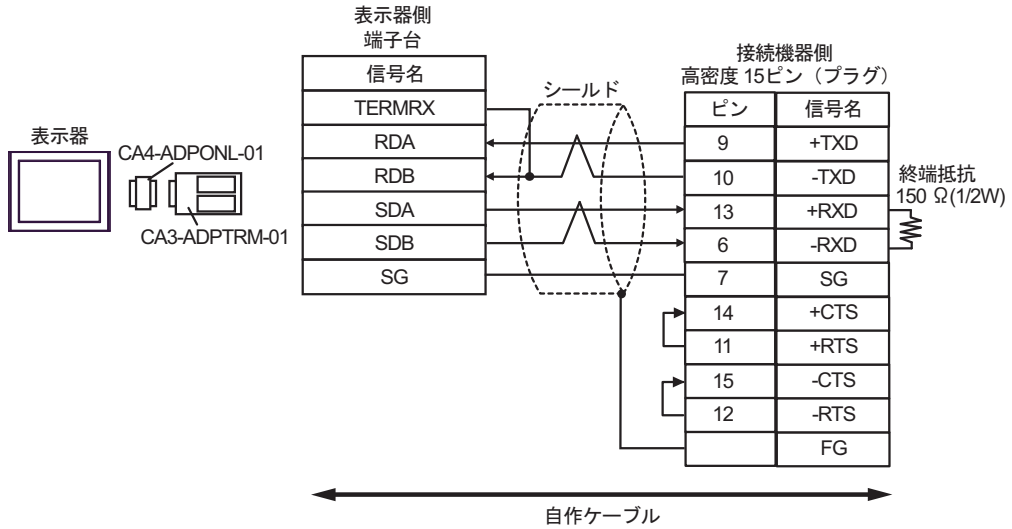 表示器側
端子台
信号名
TERMRX
RDA
RDB
SDA
SDB
SG
シールド
接続機器側
高密度 15ピン（プラグ）
ピン 信号名
9 +TXD
10 -TXD
13 +RXD
6 -RXD
7 SG
14 +CTS
11 +RTS
15 -CTS
12 -RTS
FG
終端抵抗
150 Ω(1/2W)
表示器
CA4-ADPONL-01
CA3-ADPTRM-01
自作ケーブル